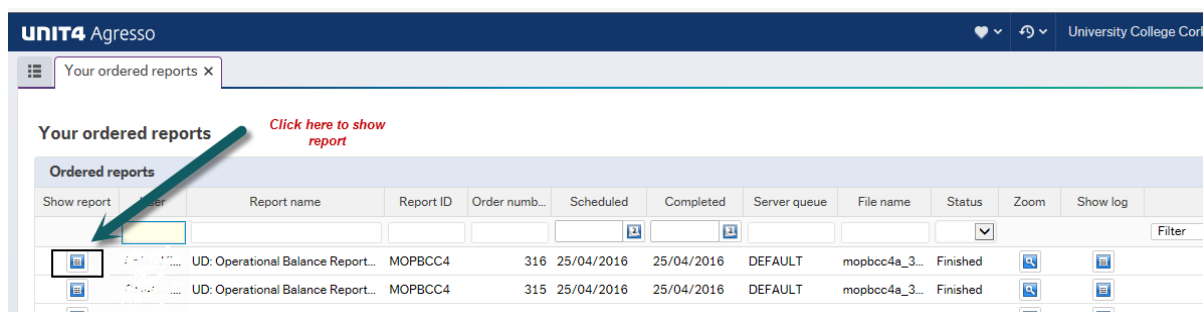 UNIT4 Agresso
University College Cor
Your ordered reports ×
Your ordered reports
Click here to show
report
Ordered reports
Show report Report name Report ID Order numb... Scheduled Completed Server queue File name Status Zoom Show log
Filter
UD: Operational Balance Report... MOPBCC4 316 25/04/2016 25/04/2016 DEFAULT mopbcc4a_3... Finished
UD: Operational Balance Report... MOPBCC4 315 25/04/2016 25/04/2016 DEFAULT mopbcc4a_3... Finished